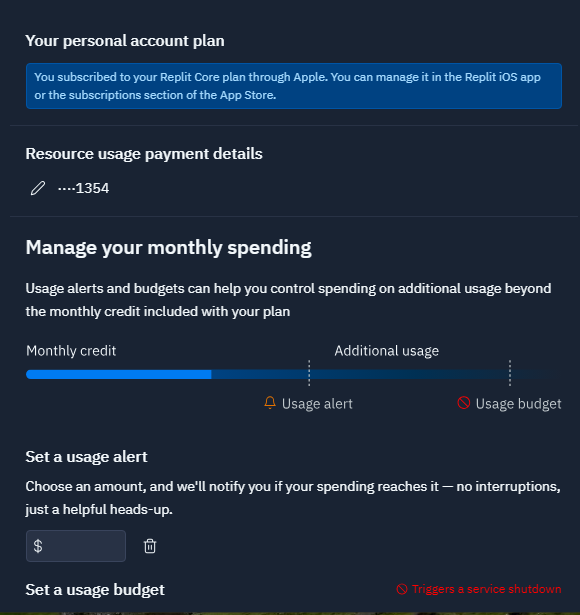 Your personal account plan
You subscribed to your Replit Core plan through Apple. You can manage it in the Replit iOS app
or the subscriptions section of the App Store.
Resource usage payment details
····1354
Manage your monthly spending
Usage alerts and budgets can help you control spending on additional usage beyond
the monthly credit included with your plan
Monthly credit
Additional usage
Usage alert
Usage budget
Set a usage alert
Choose an amount, and we'll notify you if your spending reaches it — no interruptions,
just a helpful heads-up.
$
Set a usage budget
Triggers a service shutdown